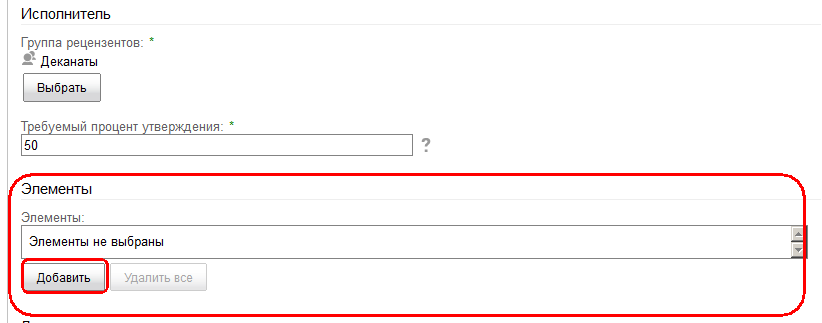 Исполнитель
Группа рецензентов: *
Деканаты
Выбрать
Требуемый процент утверждения: *
50 ?
Элементы
Элементы:
Элементы не выбраны
Добавить Удалить все